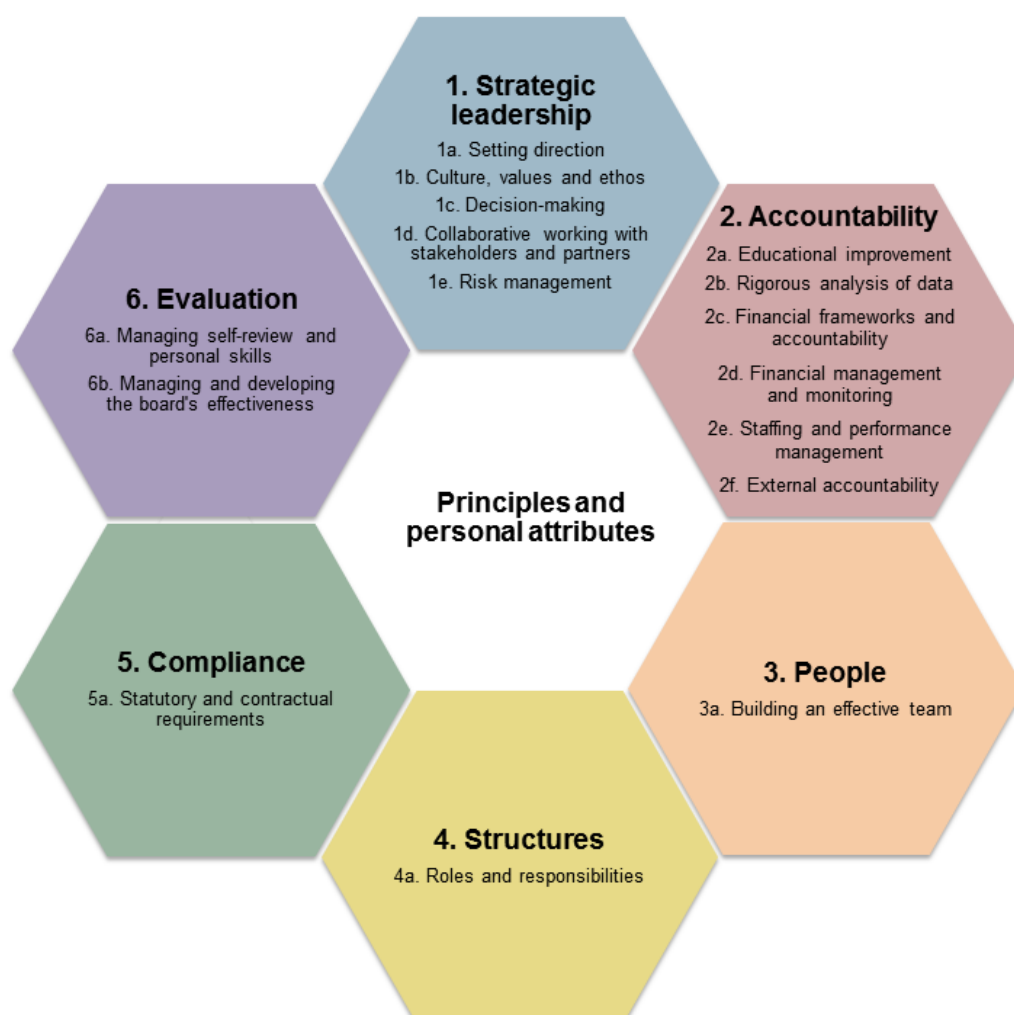 1. Strategic
leadership
1a. Setting direction
1b. Culture, values and ethos
1c. Decision-making
1d. Collaborative working with
stakeholders and partners
1e. Risk management
2. Accountability
2a. Educational improvement
2b. Rigorous analysis of data
2c. Financial frameworks and
accountability
2d. Financial management
and monitoring
2e. Staffing and performance
management
2f. External accountability
3. People
3a. Building an effective team
4. Structures
4a. Roles and responsibilities
5. Compliance
5a. Statutory and contractual
requirements
6. Evaluation
6a. Managing self-review and
personal skills
6b. Managing and developing
the board's effectiveness
Principles and
personal attributes